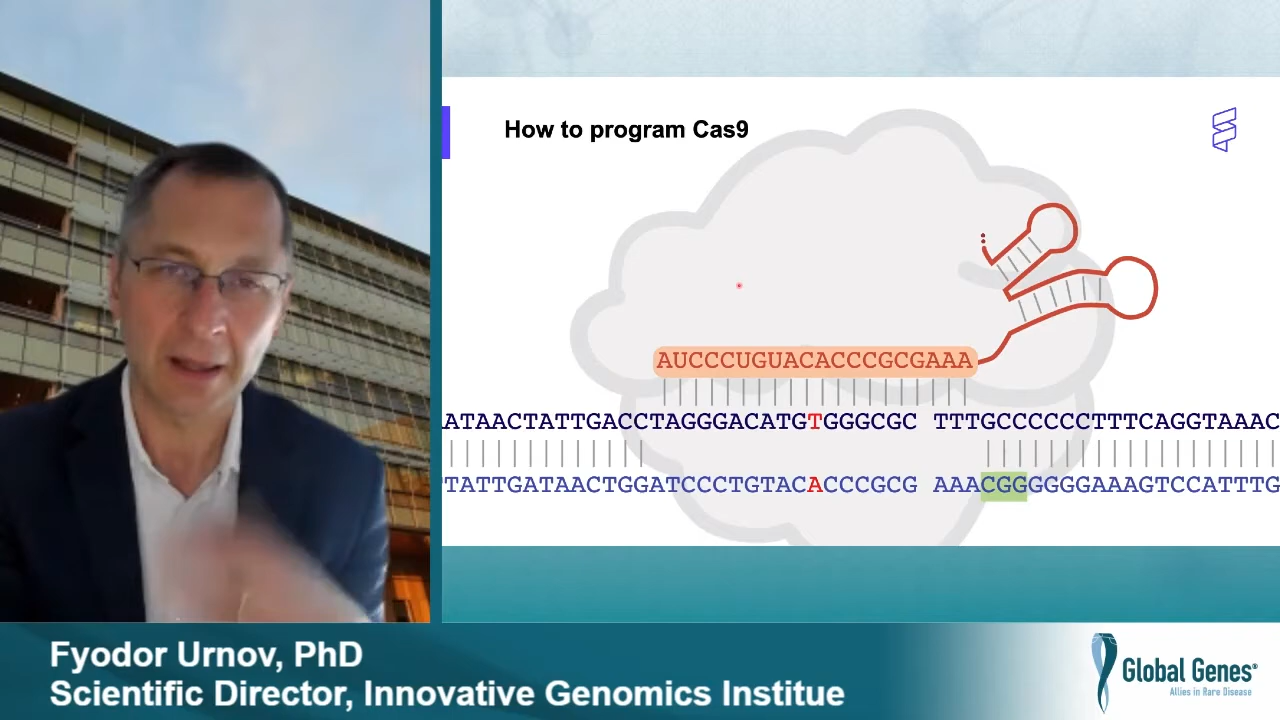 How to program Cas9
AUCCCUGUACACCCGCGAAA
ATAACTATTGACCTAGGGACATGTGGGCGC TTTGCCCCCCTTTCAGGTAAAC
TATTGATAACTGGATCCCTGTACACCCGCG AAACGGGGGGAAAGTCCATTTG
Fyodor Urnov, PhD
Scientific Director, Innovative Genomics Institue
Global Genes®
Allies in Rare Disease